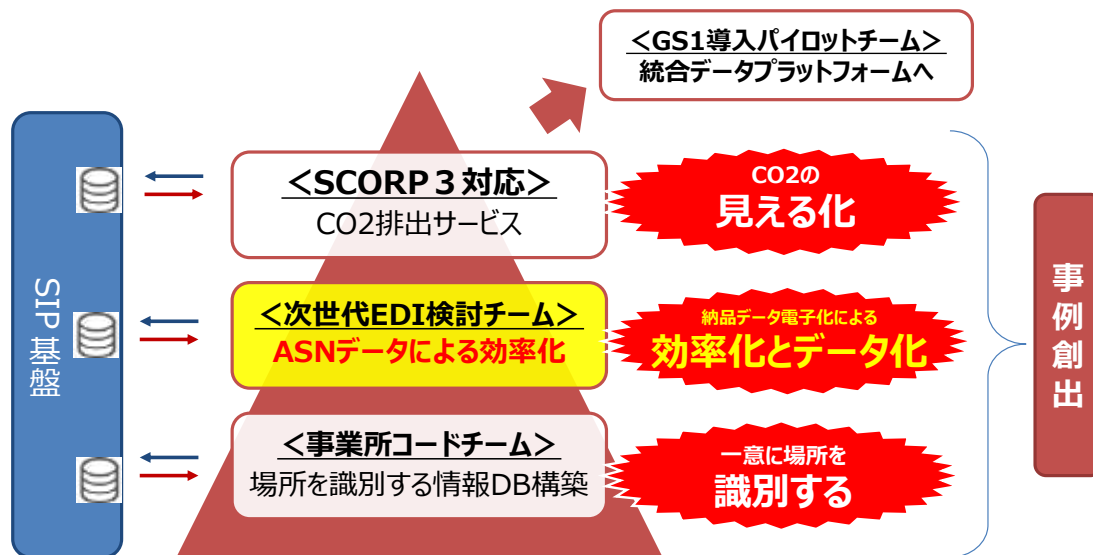 <GS1導入パイロットチーム>
統合データプラットフォームへ
SIP基盤
<SCORP３対応>
CO2排出サービス
CO2の
見える化
<次世代EDI検討チーム>
ASNデータによる効率化
納品データ電子化による
効率化とデータ化
<事業所コードチーム>
場所を識別する情報DB構築
一意に場所を
識別する
事例創出